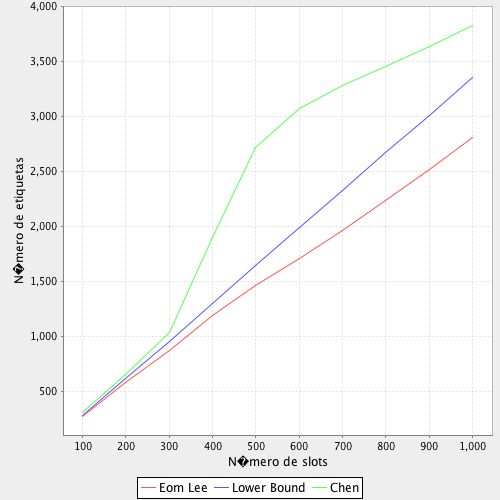 4,000
3,500
3,000
2,500
2,000
1,500
1,000
500
N�mero de etiquetas
100 200 300 400 500 600 700 800 900 1,000
N�mero de slots
Eom Lee Lower Bound Chen